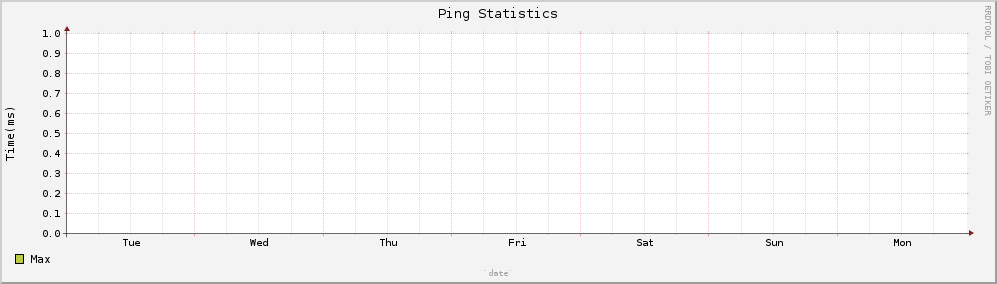 Ping Statistics
RRDTOOL / TOBI OETIKER
Time(ms)
1.0
0.9
0.8
0.7
0.6
0.5
0.4
0.3
0.2
0.1
0.0
Tue Wed Thu Fri Sat Sun Mon
Max
`date`